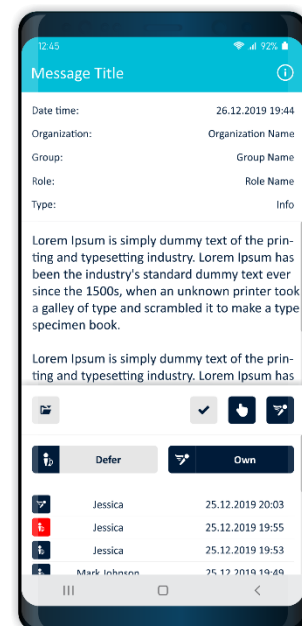 12:45 92%
Message Title
Date time: 26.12.2019 19:44
Organization: Organization Name
Group: Group Name
Role: Role Name
Type: Info
Lorem Ipsum is simply dummy text of the prin-
ting and typesetting industry. Lorem Ipsum has
been the industry's standard dummy text ever
since the 1500s, when an unknown printer took
a galley of type and scrambled it to make a type
specimen book.
Lorem Ipsum is simply dummy text of the prin-
ting and typesetting industry. Lorem Ipsum has
Defer Own
Jessica 25.12.2019 20:03
Jessica 25.12.2019 19:55
Jessica 25.12.2019 19:53
Mark Johnson 25.12.2019 19:49